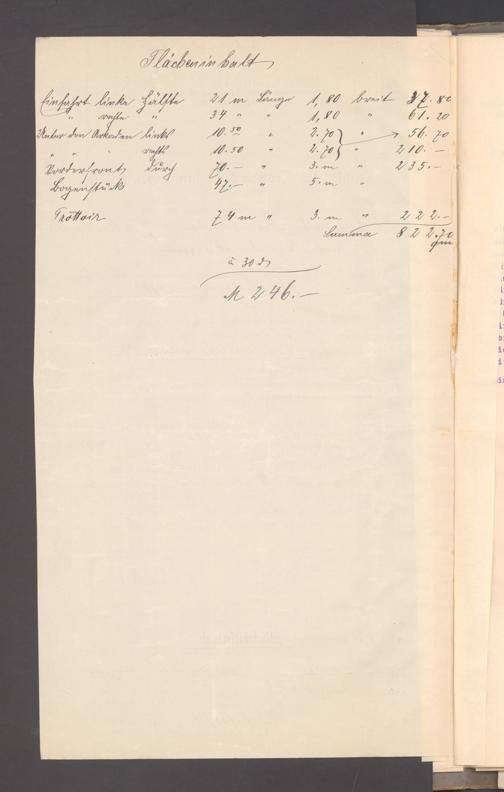 Flächeninhalt
Einfahrt linke Hälfte 21 m Länge 1,80 breit 37.80
" rechte " 34 " " 1,80 " 61.20
Unter den Arkaden links 10.50 " 2.70 " 56.70
" " " rechts 10.50 " 2.70 " 210.-
Vorderfront durch 70.- " 3. m " 235.-
Bogenstück 47.- " 5. m "
Trottoir 74 m " 3. m " 222.-
Summa 822.70
qm
à 30 ₰
M 246.-